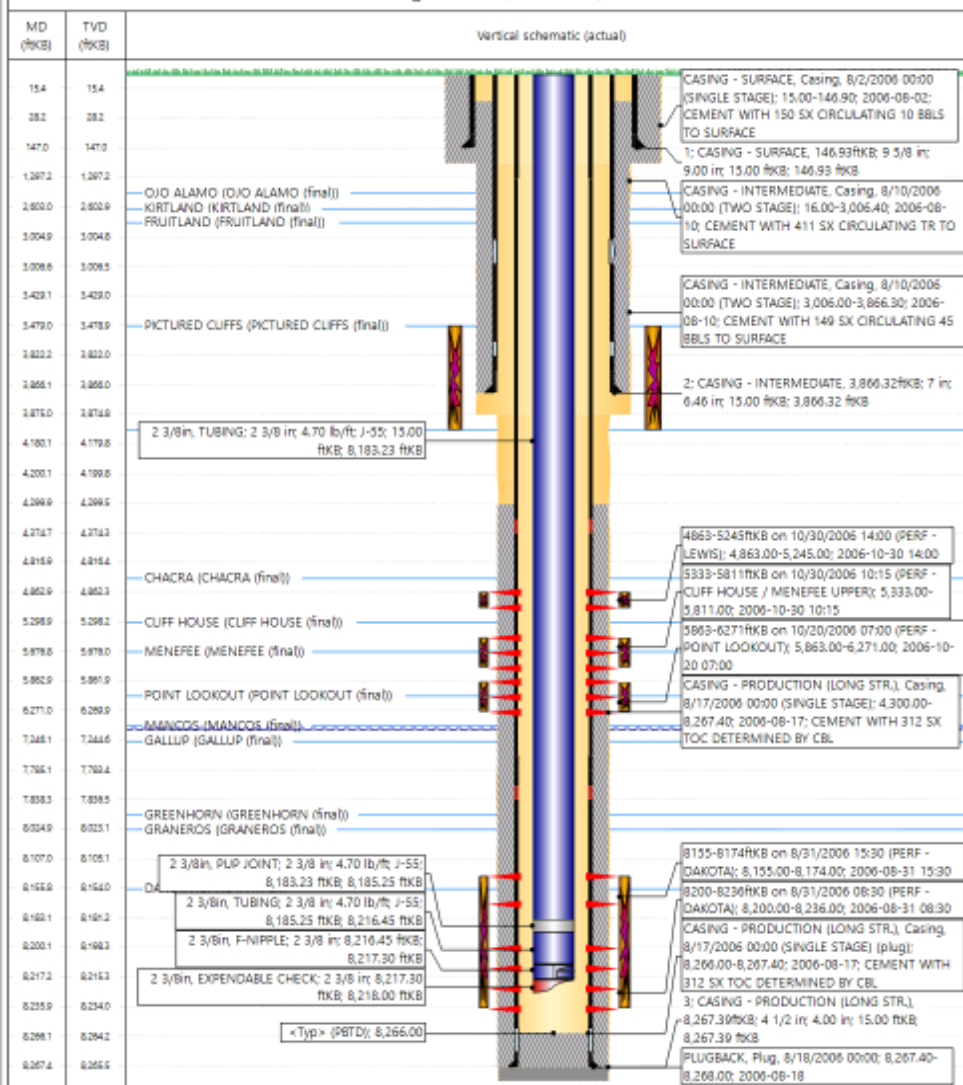 MD
(ftKB)
TVD
(ftKB)
Vertical schematic (actual)
15.4 15.4
28.2 28.2
147.0 147.0
1,297.2 1,297.2
2,603.0 2,602.9
3,004.9 3,004.8
3,006.6 3,006.5
3,429.1 3,429.0
3,479.0 3,478.9
3,822.2 3,822.0
3,866.1 3,866.0
3,875.0 3,874.8
4,180.1 4,179.8
4,200.1 4,199.8
4,299.9 4,299.5
4,374.7 4,374.3
4,815.9 4,815.4
4,862.9 4,862.3
5,298.9 5,298.2
5,862.9 5,861.9
6,271.0 6,269.9
7,246.1 7,244.6
7,785.1 7,783.4
7,838.3
8,024.9 8,023.1
8,107.0 8,105.1
8,155.8 8,154.0
8,183.1 8,181.2
8,200.1 8,198.3
8,217.2 8,215.3
8,235.9 8,234.0
8,266.1 8,264.2
8,267.4 8,265.5
OJO ALAMO (OJO ALAMO (final))
KIRTLAND (KIRTLAND (final))
FRUITLAND (FRUITLAND (final))
PICTURED CLIFFS (PICTURED CLIFFS (final))
2 3/8in, TUBING; 2 3/8 in; 4.70 lb/ft; J-55; 15.00
ftKB; 8,183.23 ftKB
CHACRA (CHACRA (final))
CLIFF HOUSE (CLIFF HOUSE (final))
MENEFEE (MENEFEE (final))
POINT LOOKOUT (POINT LOOKOUT (final))
MANCOS (MANCOS (final))
GALLUP (GALLUP (final))
GREENHORN (GREENHORN (final))
GRANEROS (GRANEROS (final))
2 3/8in, PUP JOINT; 2 3/8 in; 4.70 lb/ft; J-55;
8,183.23 ftKB; 8,185.25 ftKB
2 3/8in, TUBING; 2 3/8 in; 4.70 lb/ft; J-55;
8,185.25 ftKB; 8,216.45 ftKB
2 3/8in, F-NIPPLE; 2 3/8 in; 8,216.45 ftKB;
8,217.30 ftKB
2 3/8in, EXPENDABLE CHECK; 2 3/8 in; 8,217.30
ftKB; 8,218.00 ftKB
<Typ> (PBTD); 8,266.00
CASING - SURFACE, Casing, 8/2/2006 00:00
(SINGLE STAGE); 15.00-146.90; 2006-08-02;
CEMENT WITH 150 SX CIRCULATING 10 BBLS
TO SURFACE
1; CASING - SURFACE, 146.93ftKB; 9 5/8 in;
9.00 in; 15.00 ftKB; 146.93 ftKB
CASING - INTERMEDIATE, Casing, 8/10/2006
00:00 (TWO STAGE); 16.00-3,006.40; 2006-08-
10; CEMENT WITH 411 SX CIRCULATING TR TO
SURFACE
CASING - INTERMEDIATE, Casing, 8/10/2006
00:00 (TWO STAGE); 3,006.00-3,866.30; 2006-
08-10; CEMENT WITH 149 SX CIRCULATING 45
BBLS TO SURFACE
2; CASING - INTERMEDIATE, 3,866.32ftKB; 7 in;
6.46 in; 15.00 ftKB; 3,866.32 ftKB
4863-5245ftKB on 10/30/2006 14:00 (PERF -
LEWIS); 4,863.00-5,245.00; 2006-10-30 14:00
5333-5811ftKB on 10/30/2006 10:15 (PERF -
CLIFF HOUSE / MENEFEE UPPER); 5,333.00-
5,811.00; 2006-10-30 10:15
5863-6271ftKB on 10/20/2006 07:00 (PERF -
POINT LOOKOUT); 5,863.00-6,271.00; 2006-10-
20 07:00
CASING - PRODUCTION (LONG STR.), Casing,
8/17/2006 00:00 (SINGLE STAGE); 4,300.00-
8,267.40; 2006-08-17; CEMENT WITH 312 SX
TOC DETERMINED BY CBL
8155-8174ftKB on 8/31/2006 15:30 (PERF -
DAKOTA); 8,155.00-8,174.00; 2006-08-31 15:30
8200-8236ftKB on 8/31/2006 08:30 (PERF -
DAKOTA); 8,200.00-8,236.00; 2006-08-31 08:30
CASING - PRODUCTION (LONG STR.), Casing,
8/17/2006 00:00 (SINGLE STAGE) (plug);
8,266.00-8,267.40; 2006-08-17; CEMENT WITH
312 SX TOC DETERMINED BY CBL
3; CASING - PRODUCTION (LONG STR.),
8,267.39ftKB; 4 1/2 in; 4.00 in; 15.00 ftKB;
8,267.39 ftKB
PLUGBACK, Plug, 8/18/2006 00:00; 8,267.40-
8,268.00; 2006-08-18